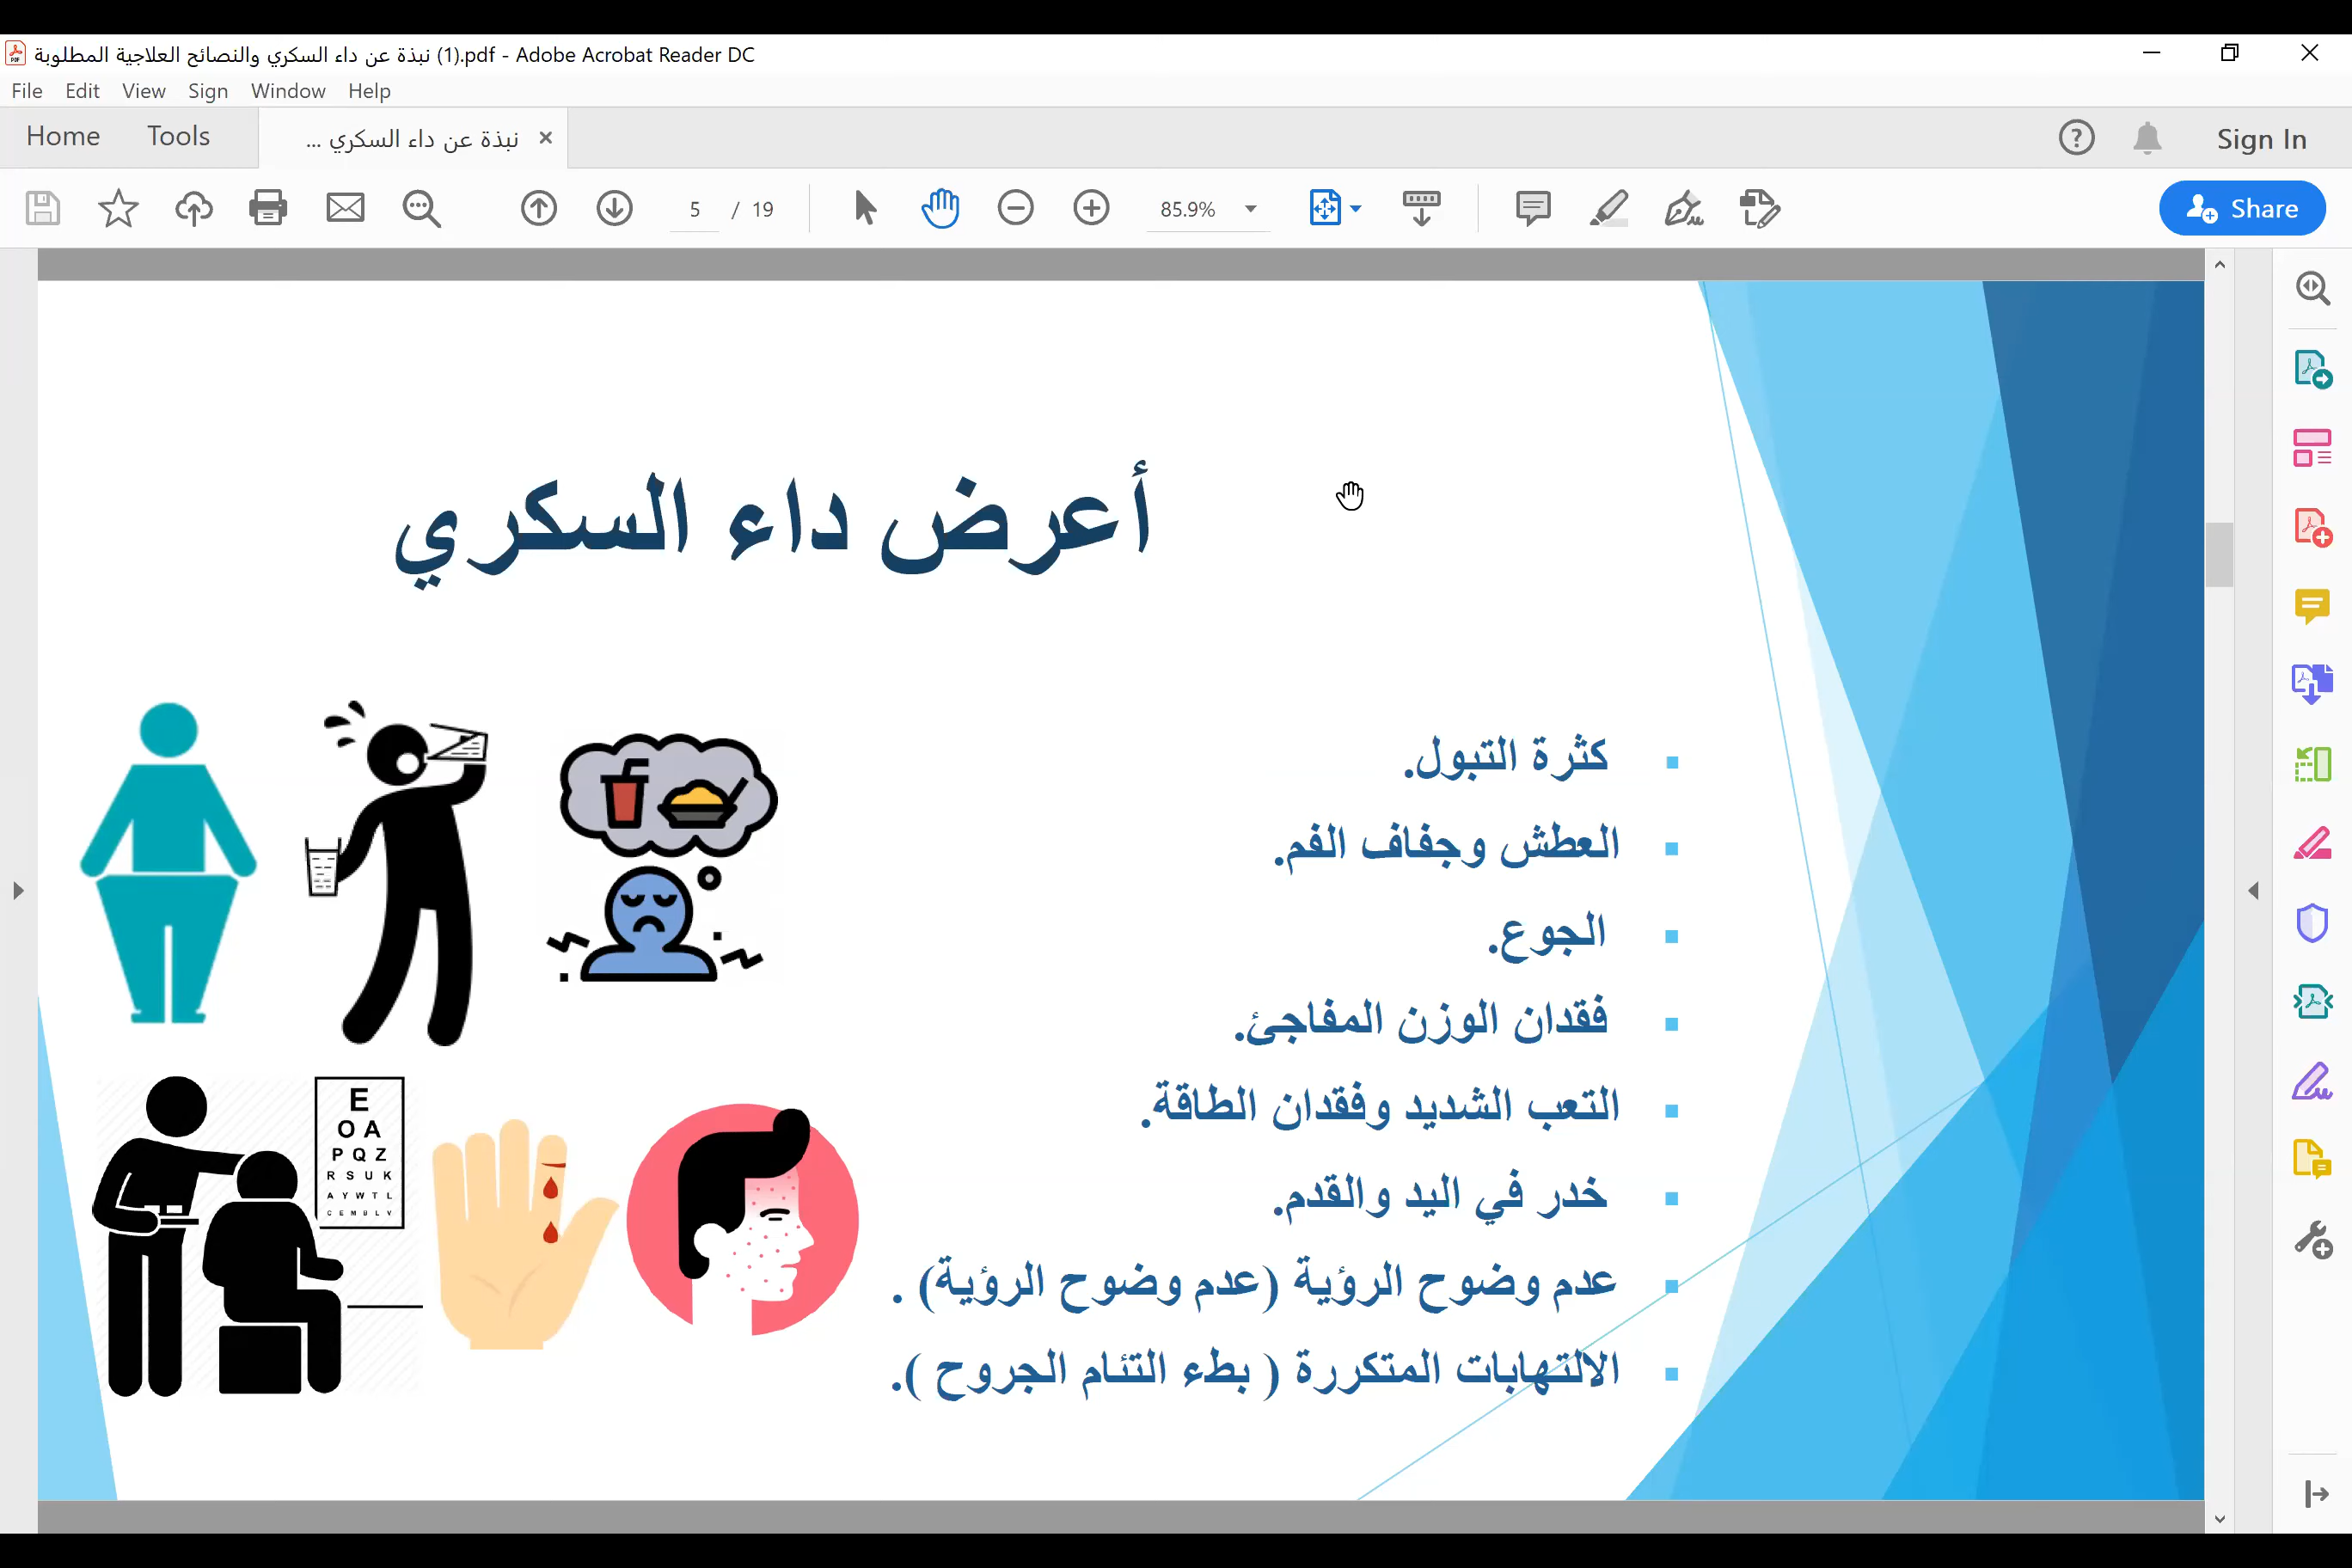 نبذة عن داء السكري والنصائح العلاجية المطلوبة (1).pdf - Adobe Acrobat Reader DC
File Edit View Sign Window Help
Home Tools نبذة عن داء السكري ... Sign In
5 / 19 85.9% Share
أعرض داء السكري
كثرة التبول.
العطش وجفاف الفم.
الجوع.
فقدان الوزن المفاجئ.
التعب الشديد وفقدان الطاقة.
خدر في اليد والقدم.
عدم وضوح الرؤية (عدم وضوح الرؤية) .
الالتهابات المتكررة ( بطء التئام الجروح ).
E
O A
P Q Z
R S U K
A Y W T L
C E M B L V